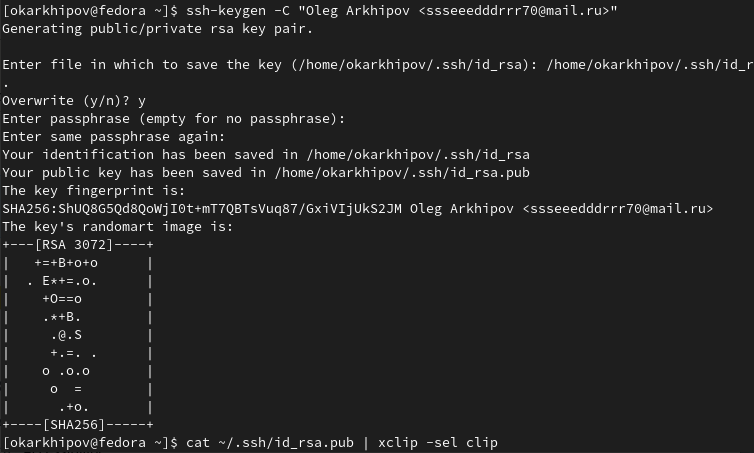 [okarkhipov@fedora ~]$ ssh-keygen -C "Oleg Arkhipov <ssseeedddrrr70@mail.ru>"
Generating public/private rsa key pair.

Enter file in which to save the key (/home/okarkhipov/.ssh/id_rsa): /home/okarkhipov/.ssh/id_r
.
Overwrite (y/n)? y
Enter passphrase (empty for no passphrase):
Enter same passphrase again:
Your identification has been saved in /home/okarkhipov/.ssh/id_rsa
Your public key has been saved in /home/okarkhipov/.ssh/id_rsa.pub
The key fingerprint is:
SHA256:ShUQ8G5Qd8QoWjI0t+mT7QBTsVuq87/GxiVIjUkS2JM Oleg Arkhipov <ssseeedddrrr70@mail.ru>
The key's randomart image is:
+---[RSA 3072]----+
|   +=+B+o+o      |
|  . E*+=.o.      |
|    +O==o        |
|    .*+B.        |
|     .@.S        |
|     +.=. .      |
|    o .o.o       |
|     o  =        |
|      .+o.       |
+----[SHA256]-----+
[okarkhipov@fedora ~]$ cat ~/.ssh/id_rsa.pub | xclip -sel clip